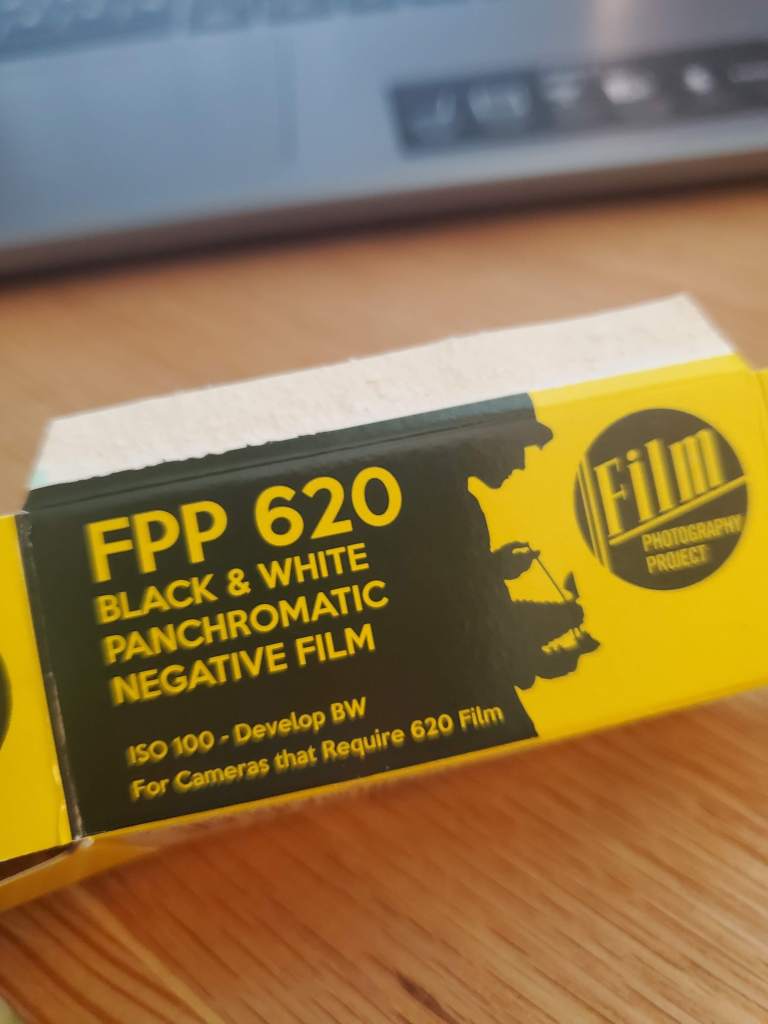 FPP 620
BLACK & WHITE
PANCHROMATIC
NEGATIVE FILM
ISO 100 - Develop BW
For Cameras that Require 620 Film
Film
PHOTOGRAPHY
PROJECT